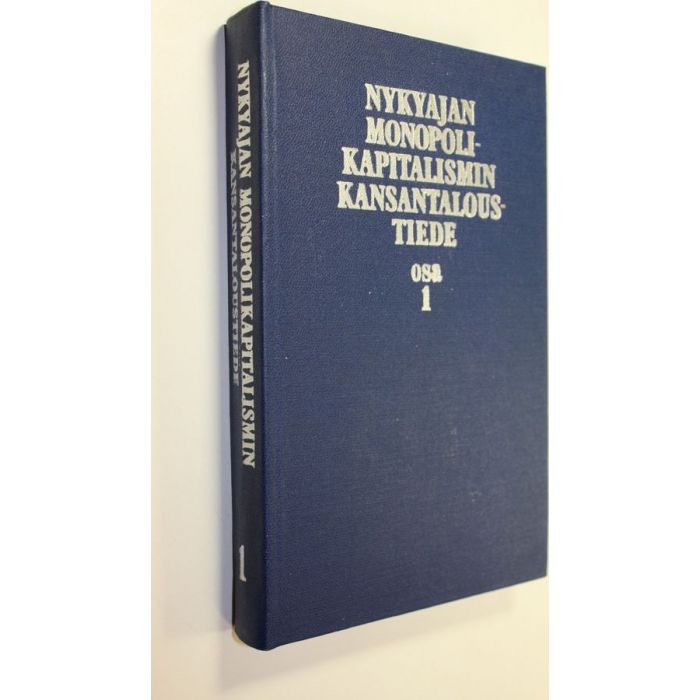 NYKYAJAN
MONOPOLI-
KAPITALISMIN
KANSANTALOUS-
TIEDE
osa
1
NYKYAJAN MONOPOLIKAPITALISMIN
KANSANTALOUSTIEDE
1